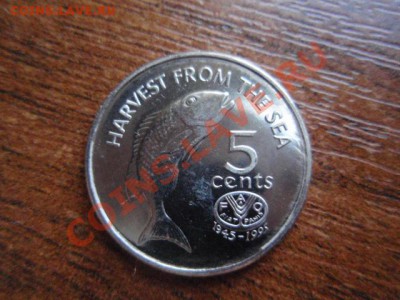 COINS.LAVE.RU
HARVEST FROM THE SEA
5
cents
F A O
FIAT PANIS
1945-1995
COINS.LAVE.RU